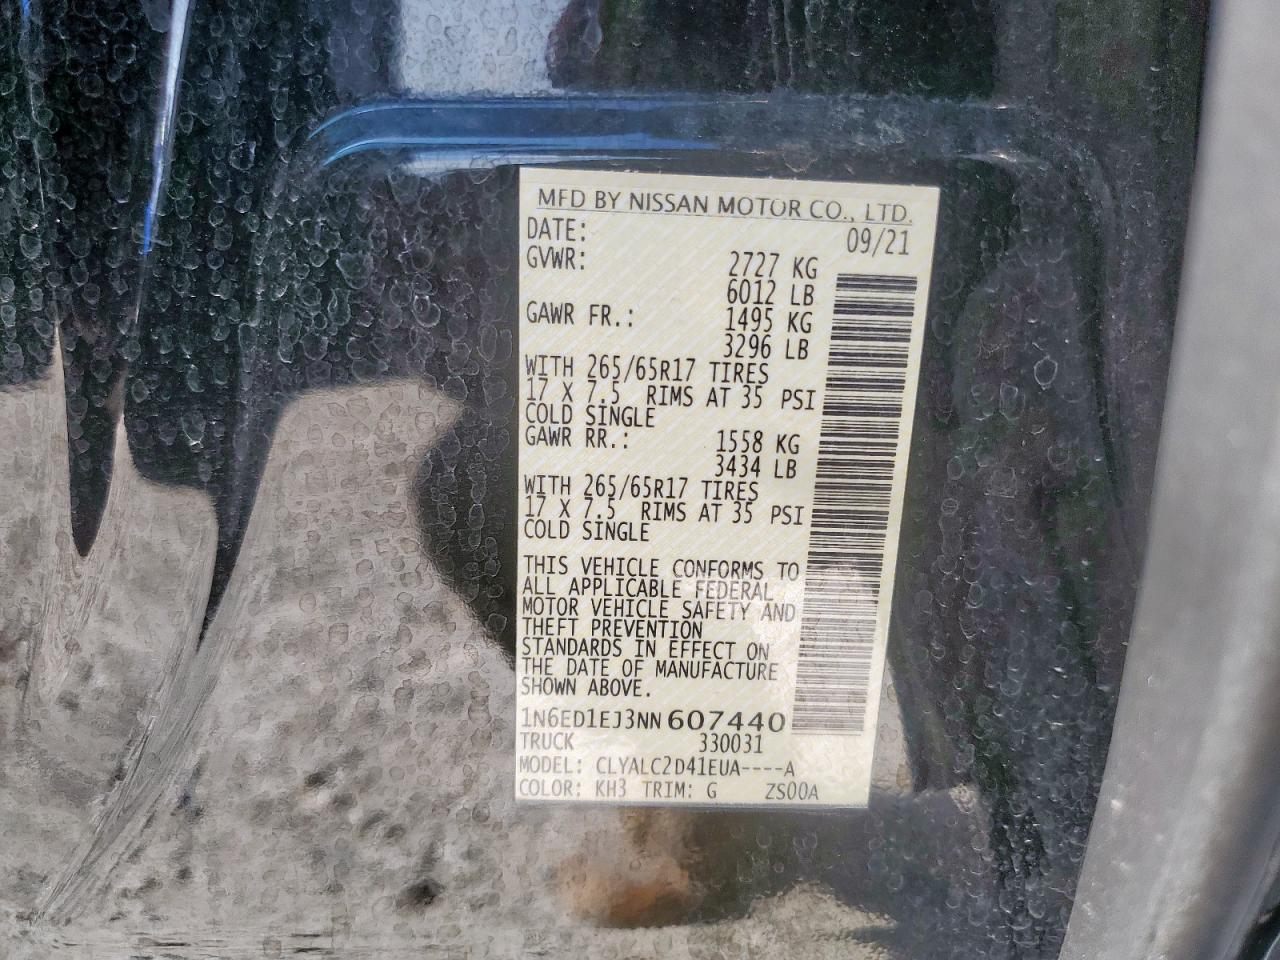 MFD BY NISSAN MOTOR CO., LTD.
DATE: 09/21
GVWR: 2727 KG
6012 LB
GAWR FR.: 1495 KG
3296 LB
WITH 265/65R17 TIRES
17 X 7.5 RIMS AT 35 PSI
COLD SINGLE
GAWR RR.: 1558 KG
3434 LB
WITH 265/65R17 TIRES
17 X 7.5 RIMS AT 35 PSI
COLD SINGLE
THIS VEHICLE CONFORMS TO
ALL APPLICABLE FEDERAL
MOTOR VEHICLE SAFETY AND
THEFT PREVENTION
STANDARDS IN EFFECT ON
THE DATE OF MANUFACTURE
SHOWN ABOVE.
1N6ED1EJ3NN607440
TRUCK 330031
MODEL: CLYALC2D41EUA----A
COLOR: KH3 TRIM: G ZS00A